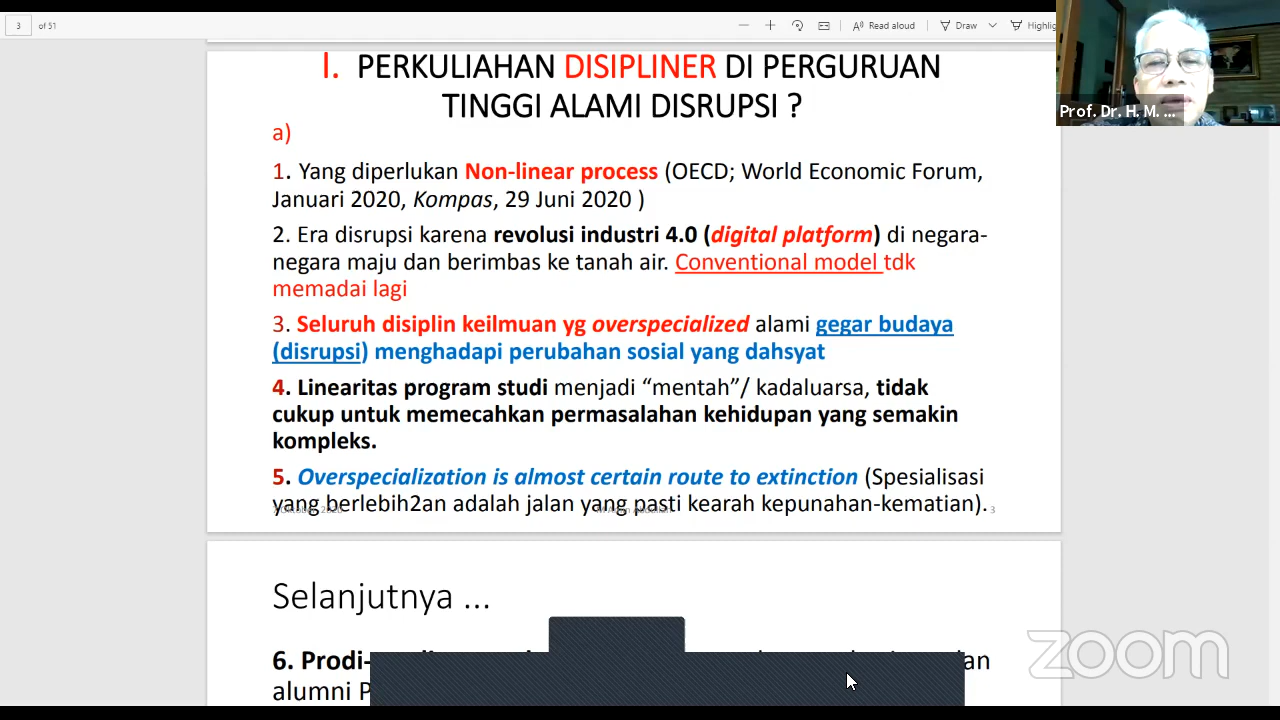 3 of 51
Read aloud
Draw
Highlig
I. PERKULIAHAN DISIPLINER DI PERGURUAN
TINGGI ALAMI DISRUPSI ?
Prof. Dr. H. M. ...
a)
1. Yang diperlukan Non-linear process (OECD; World Economic Forum,
Januari 2020, Kompas, 29 Juni 2020 )
2. Era disrupsi karena revolusi industri 4.0 (digital platform) di negara-
negara maju dan berimbas ke tanah air. Conventional model tdk
memadai lagi
3. Seluruh disiplin keilmuan yg overspecialized alami gegar budaya
(disrupsi) menghadapi perubahan sosial yang dahsyat
4. Linearitas program studi menjadi “mentah”/ kadaluarsa, tidak
cukup untuk memecahkan permasalahan kehidupan yang semakin
kompleks.
5. Overspecialization is almost certain route to extinction (Spesialisasi
yang berlebih2an adalah jalan yang pasti kearah kepunahan-kematian).
3
Selanjutnya ...
6. Prodi-
alumni P
zoom